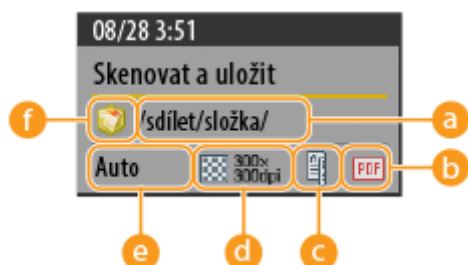 08/28 3:51
Skenovat a uložit
f /sdílet/složka/ a
Auto 300× 300dpi PDF b
e d c